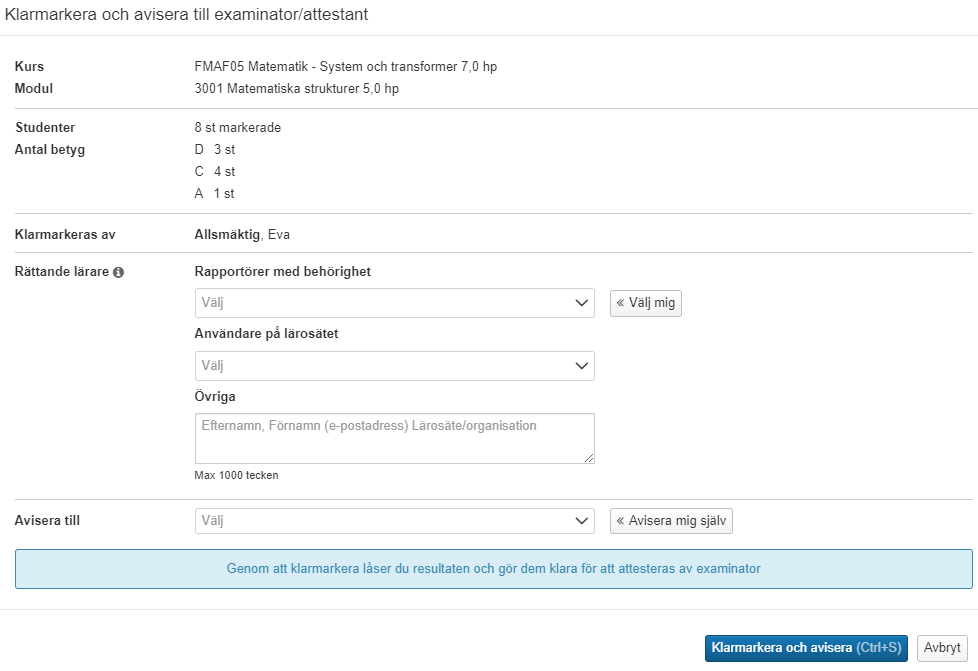 Klarmarkera och avisera till examinator/attestant
Kurs FMAF05 Matematik - System och transformer 7,0 hp
Modul 3001 Matematiska strukturer 5,0 hp
Studenter 8 st markerade
Antal betyg D 3 st
C 4 st
A 1 st
Klarmarkeras av Allsmäktig, Eva
Rättande lärare Rapportörer med behörighet
Välj « Välj mig
Användare på lärosätet
Välj
Övriga
Efternamn, Förnamn (e-postadress) Lärosäte/organisation
Max 1000 tecken
Avisera till Välj « Avisera mig själv
Genom att klarmarkera låser du resultaten och gör dem klara för att attesteras av examinator
Klarmarkera och avisera (Ctrl+S) Avbryt